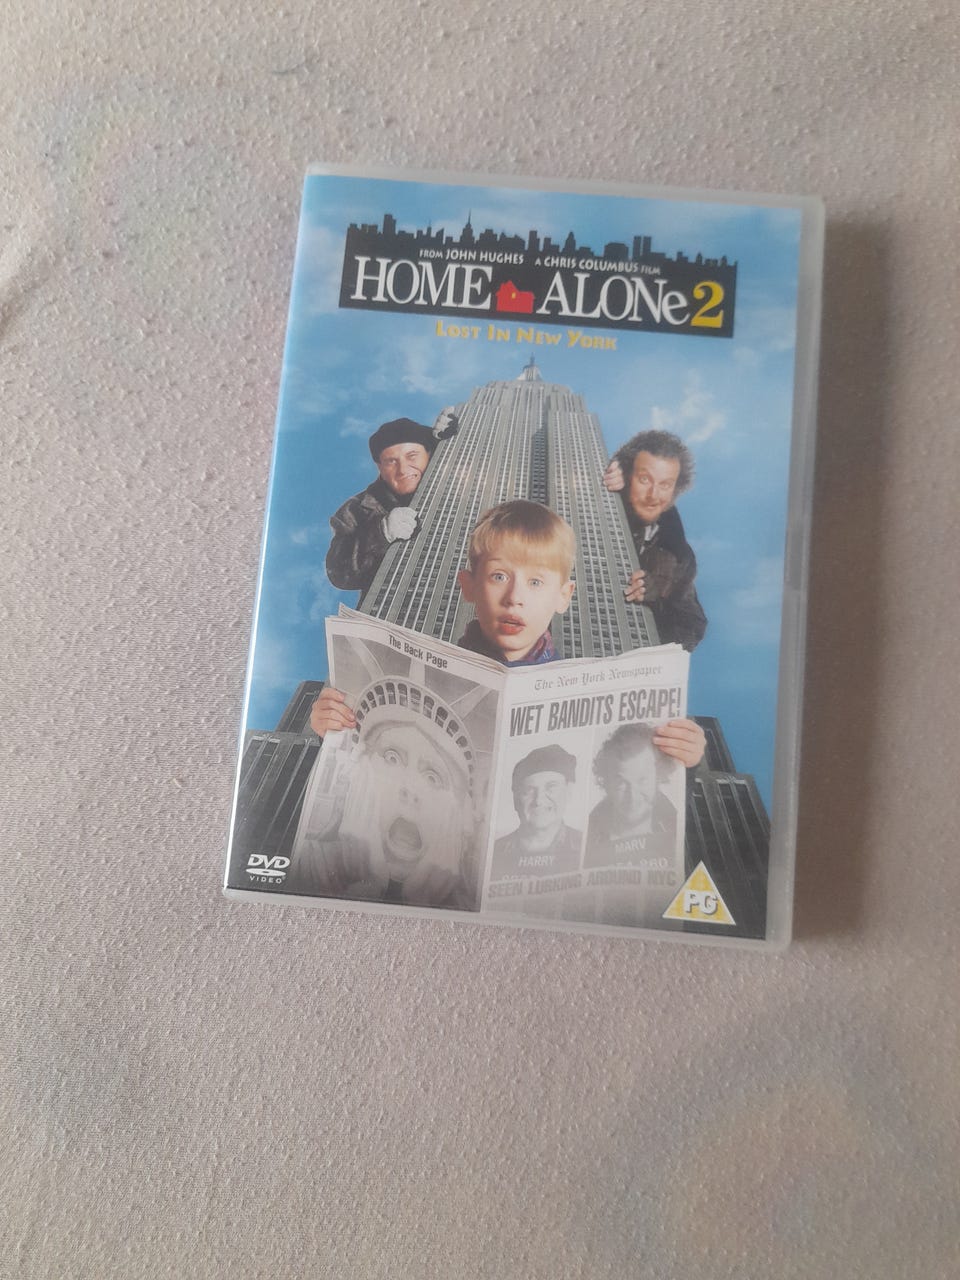 FROM JOHN HUGHES A CHRIS COLUMBUS FILM
HOME ALONe 2
LOST IN NEW YORK
The Back Page
The New York Newspaper
WET BANDITS ESCAPE!
HARRY
MARV
SEEN LURKING AROUND NYC
DVD
VIDEO
PG